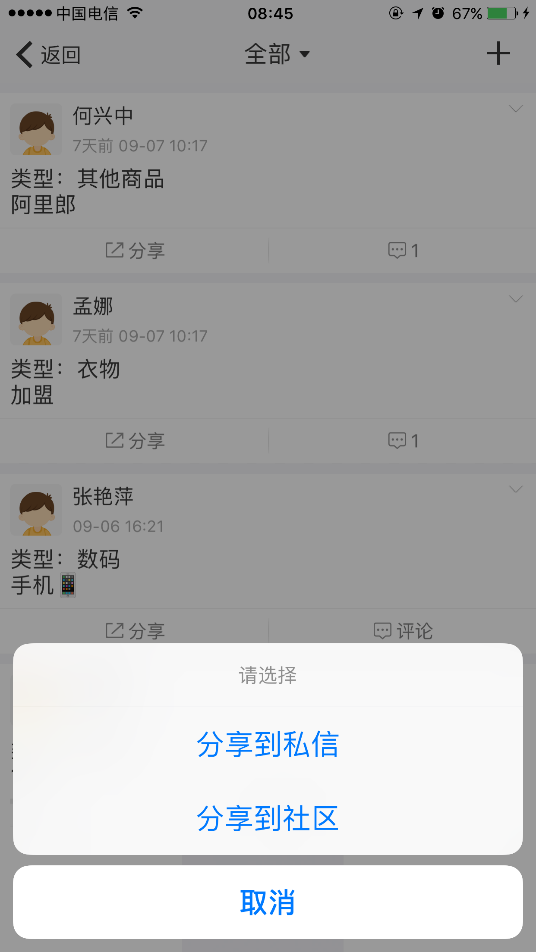 中国电信 08:45 67%
返回 全部
何兴中
7天前 09-07 10:17
类型：其他商品
阿里郎
分享 1
孟娜
7天前 09-07 10:17
类型：衣物
加盟
分享 1
张艳萍
09-06 16:21
类型：数码
手机📱
分享 评论
请选择
分享到私信
分享到社区
取消